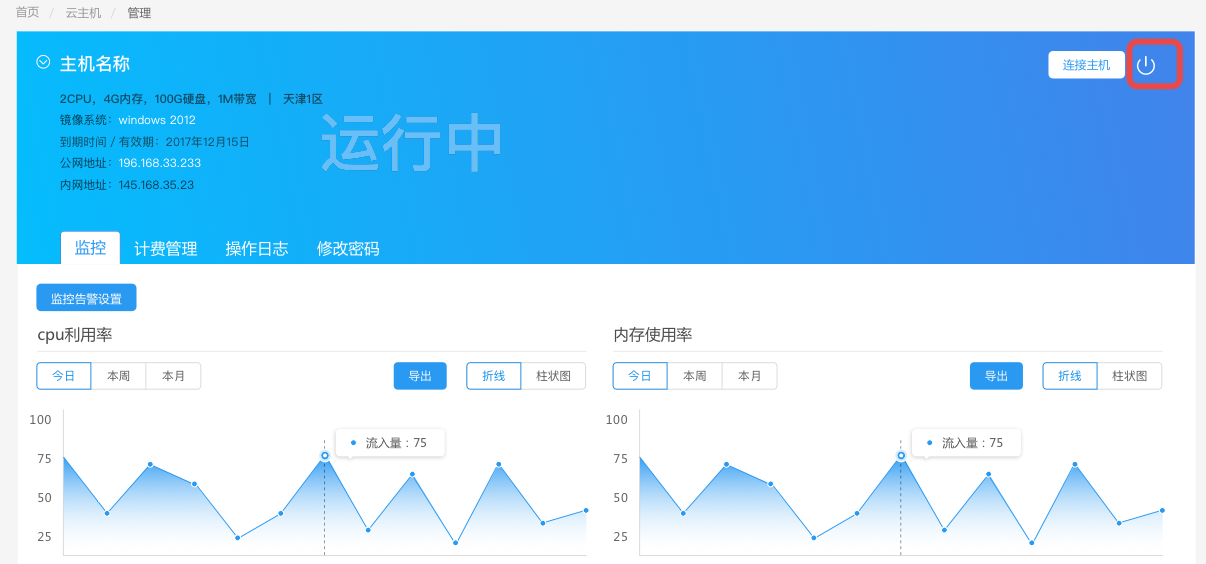 首页 / 云主机 / 管理
主机名称
连接主机
2CPU，4G内存，100G硬盘，1M带宽 | 天津1区
镜像系统：windows 2012
到期时间 / 有效期：2017年12月15日
公网地址：196.168.33.233
内网地址：145.168.35.23
运行中
监控 计费管理 操作日志 修改密码
监控告警设置
cpu利用率
今日 本周 本月 导出 折线 柱状图
100
75
50
25
流入量：75
内存使用率
今日 本周 本月 导出 折线 柱状图
100
75
50
25
流入量：75